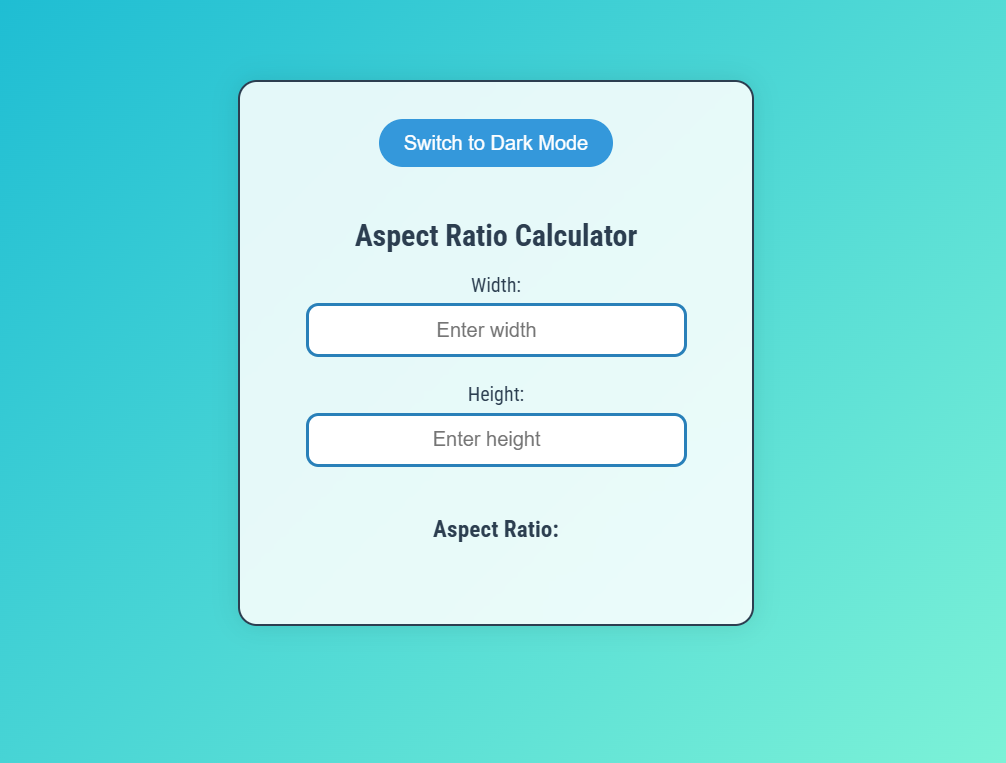 Switch to Dark Mode
Aspect Ratio Calculator
Width:
Enter width
Height:
Enter height
Aspect Ratio: